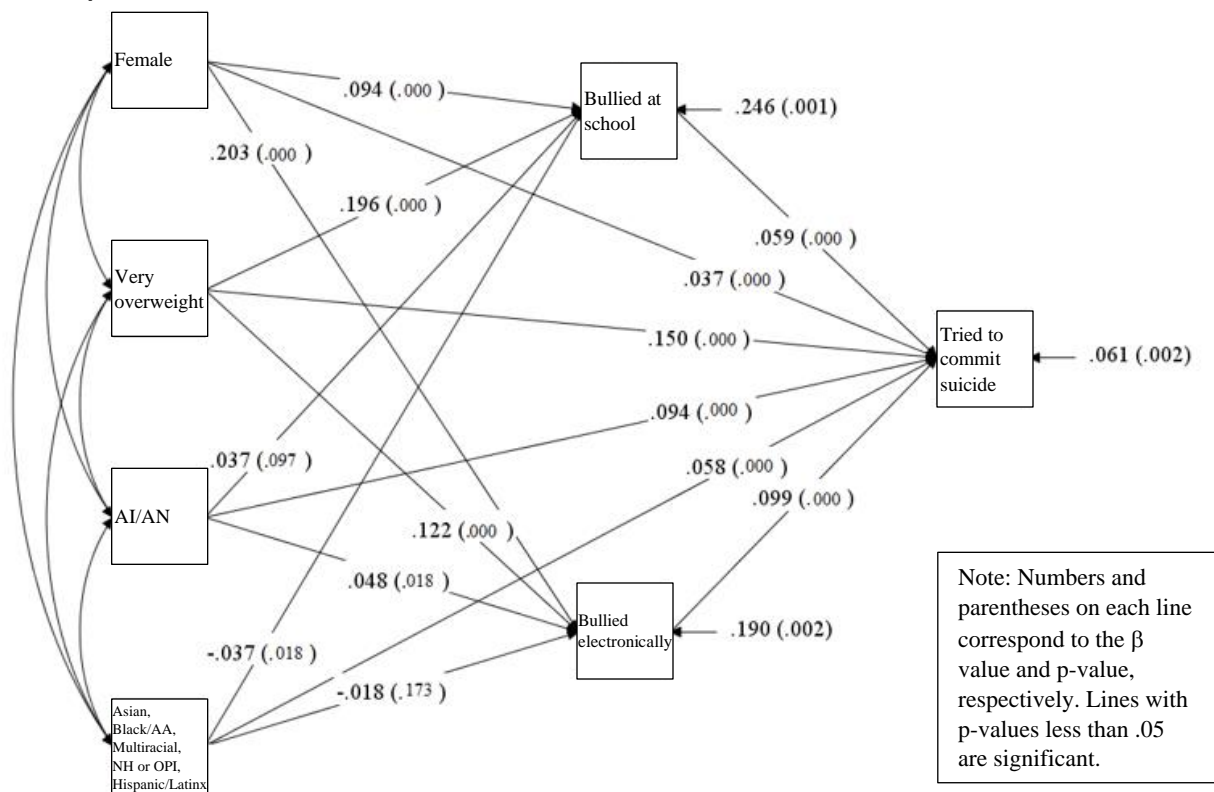 Female
.094 (.000 )
Bullied at
school
.246 (.001)
.203 (.000 )
.196 (.000 )
.059 (.000 )
Very
overweight
.037 (.000 )
.150 (.000 )
Tried to
commit
suicide
.061 (.002)
.094 (.000 )
.037 (.097 )
.058 (.000 )
.099 (.000 )
AI/AN
.122 (.000 )
.048 (.018 )
Bullied
electronically
.190 (.002)
-.037 (.018 )
-.018 (.173 )
Asian,
Black/AA,
Multiracial,
NH or OPI,
Hispanic/Latinx
Note: Numbers and
parentheses on each line
correspond to the β
value and p-value,
respectively. Lines with
p-values less than .05
are significant.